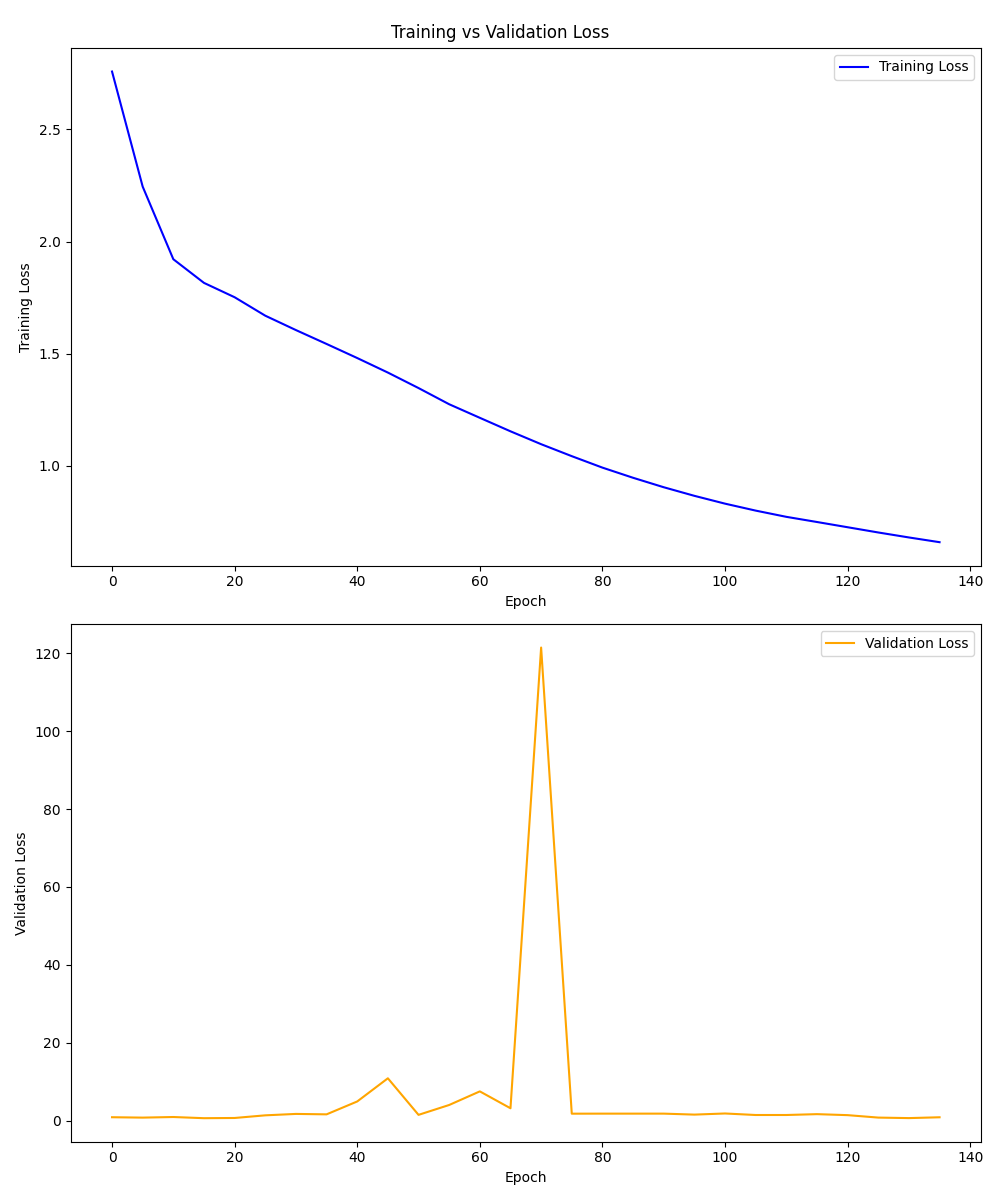 Training vs Validation Loss
Training Loss
2.5
2.0
1.5
1.0
Training Loss
0 20 40 60 80 100 120 140
Epoch
Validation Loss
120
100
80
60
40
20
0
Validation Loss
0 20 40 60 80 100 120 140
Epoch